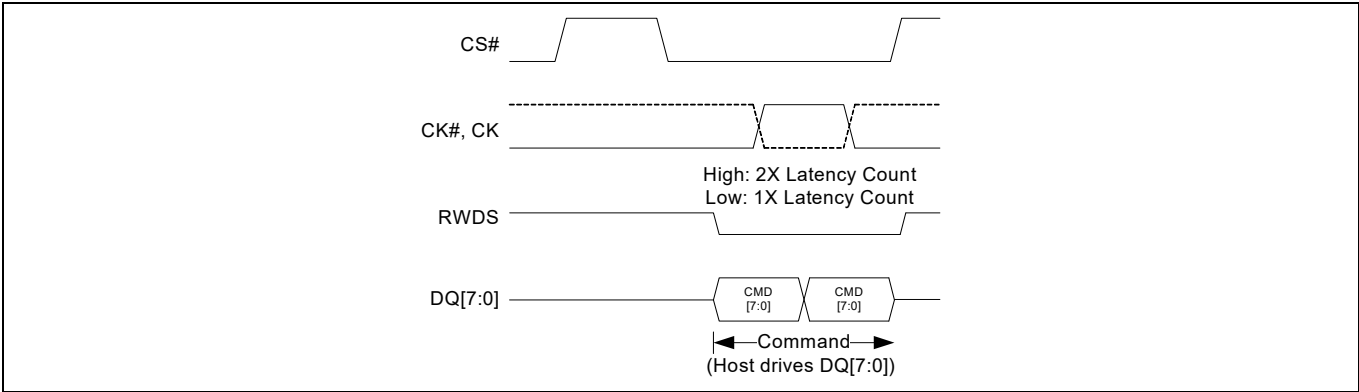 CS#
CK#, CK
High: 2X Latency Count
Low: 1X Latency Count
RWDS
DQ[7:0]
CMD
[7:0]
CMD
[7:0]
Command
(Host drives DQ[7:0])